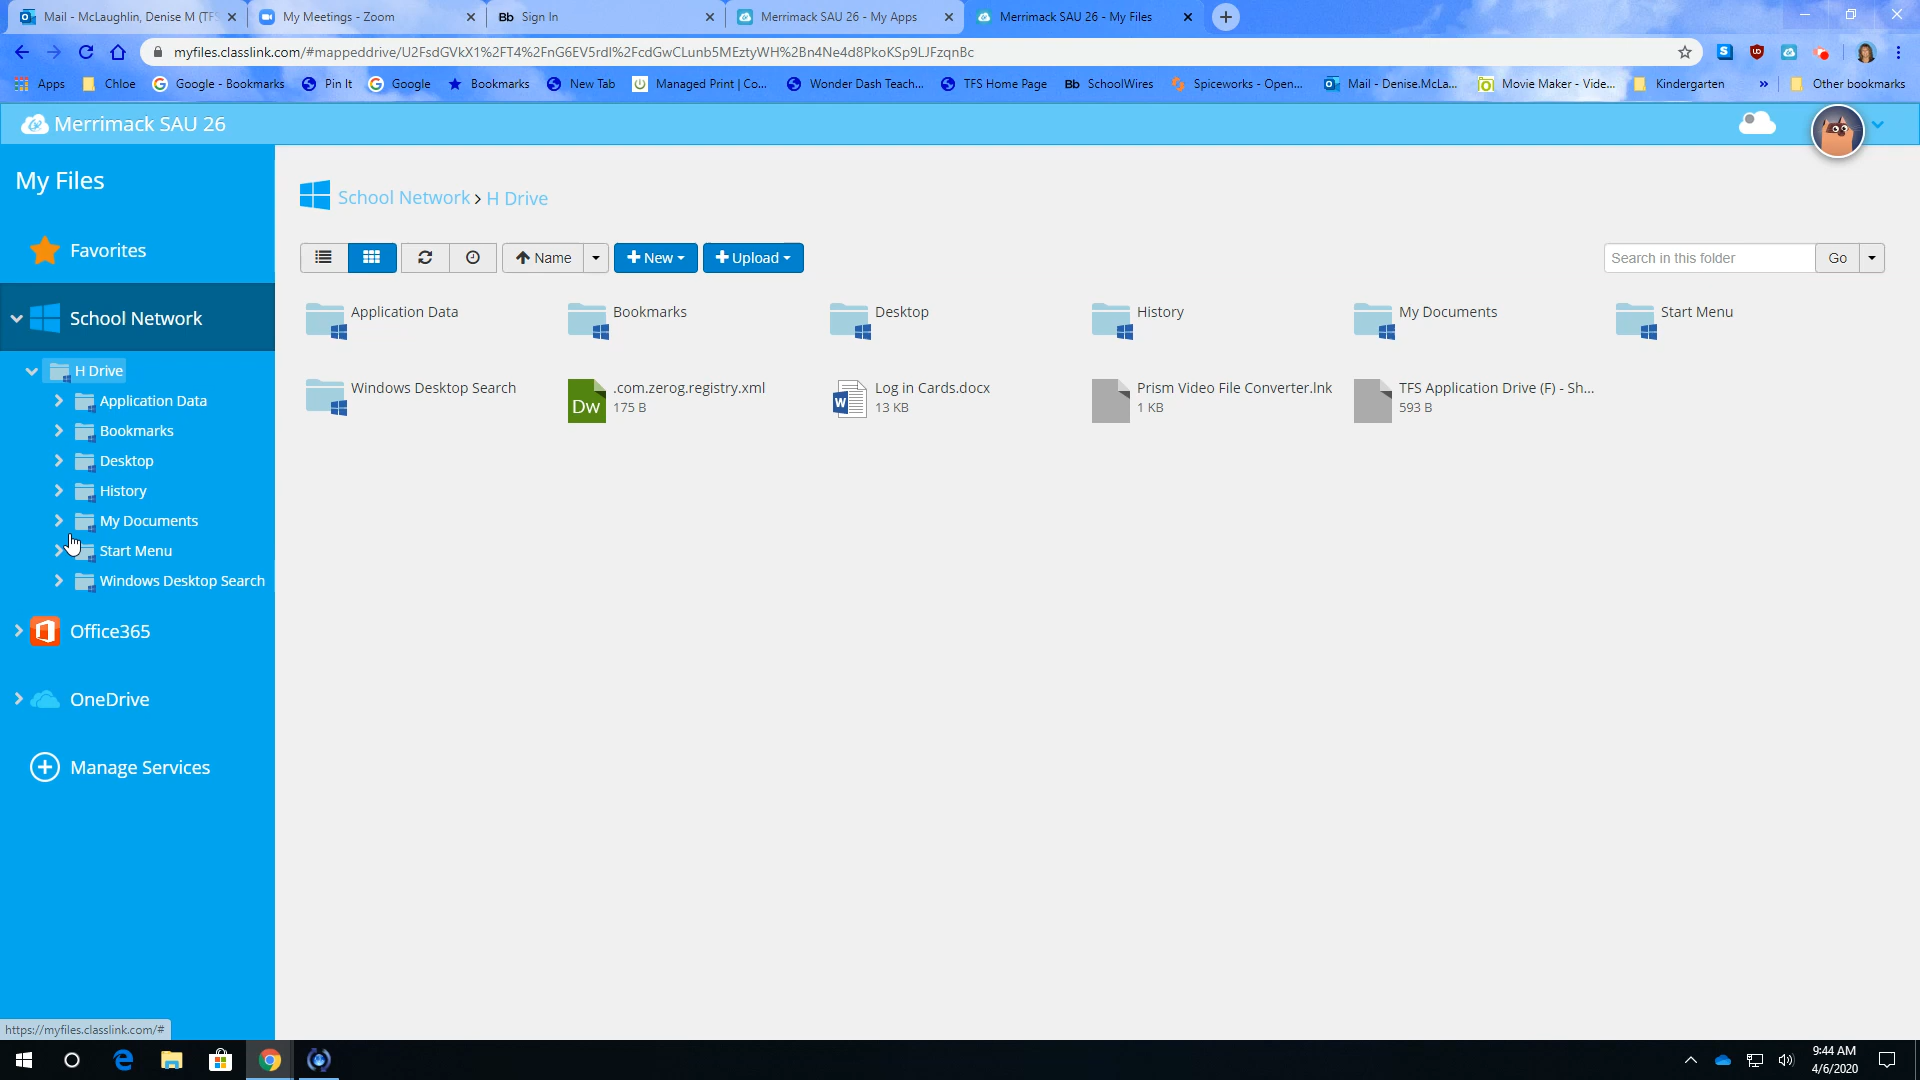 Mail - McLaughlin, Denise M (TFS
My Meetings - Zoom
Bb Sign In
Merrimack SAU 26 - My Apps
Merrimack SAU 26 - My Files
myfiles.classlink.com/#mappeddrive/U2FsdGVkX1%2FT4%2FnG6EV5rdI%2FcdGwCLunb5MEztyWH%2Bn4Ne4d8PkoKSp9LJFzqnBc
Apps
Chloe
Google - Bookmarks
Pin It
Google
Bookmarks
New Tab
Managed Print | Co...
Wonder Dash Teach...
TFS Home Page
Bb SchoolWires
Spiceworks - Open...
Mail - Denise.McLa...
Movie Maker - Vide...
Kindergarten
»
Other bookmarks
Merrimack SAU 26
My Files
Favorites
School Network
H Drive
Application Data
Bookmarks
Desktop
History
My Documents
Start Menu
Windows Desktop Search
Office365
OneDrive
Manage Services
School Network > H Drive
Name
New
Upload
Search in this folder
Go
Application Data
Bookmarks
Desktop
History
My Documents
Start Menu
Windows Desktop Search
Dw
.com.zerog.registry.xml
175 B
Log in Cards.docx
13 KB
Prism Video File Converter.lnk
1 KB
TFS Application Drive (F) - Sh...
593 B
https://myfiles.classlink.com/#
9:44 AM
4/6/2020